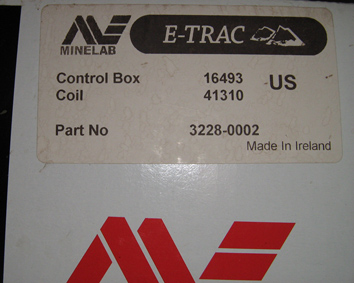 MINELAB
E-TRAC
Control Box 16493 US
Coil 41310
Part No 3228-0002
Made In Ireland